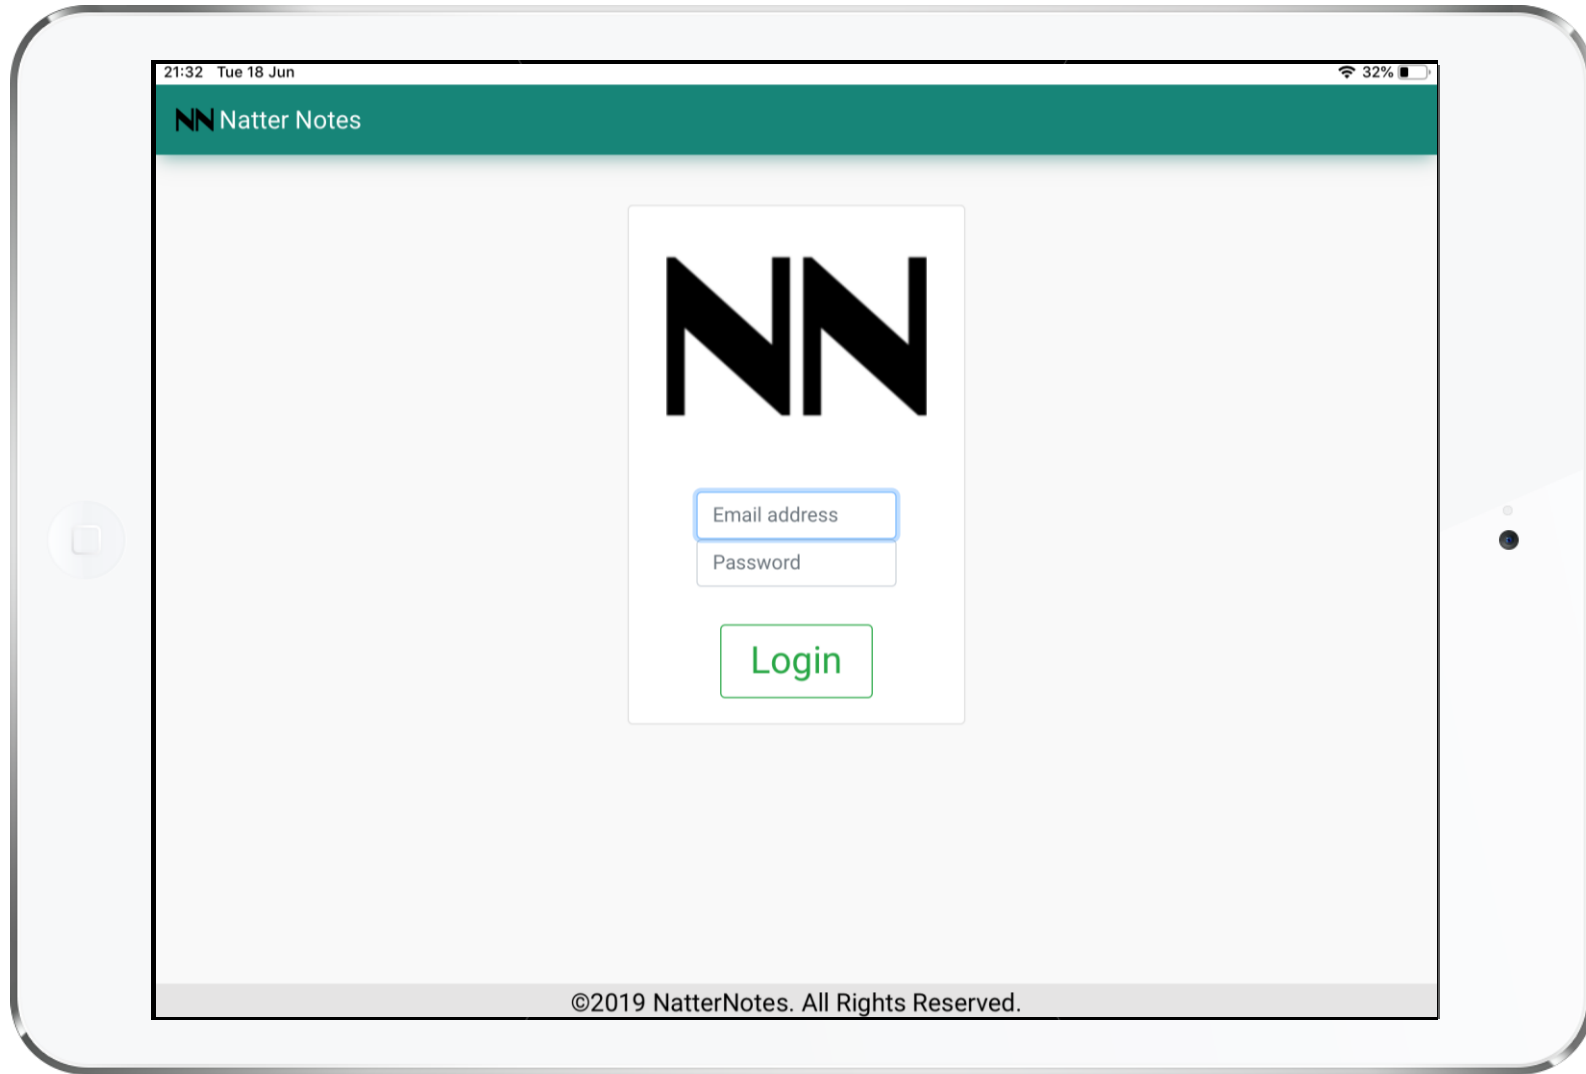 21:32 Tue 18 Jun 32%
NN Natter Notes
NN
Email address
Password
Login
©2019 NatterNotes. All Rights Reserved.